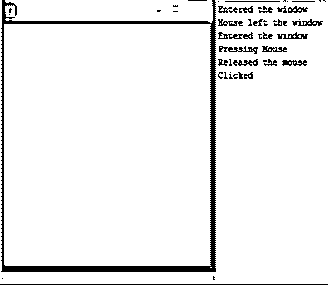 Entered the window
Mouse left the window
Entered the window
Pressing Mouse
Released the mouse
Clicked